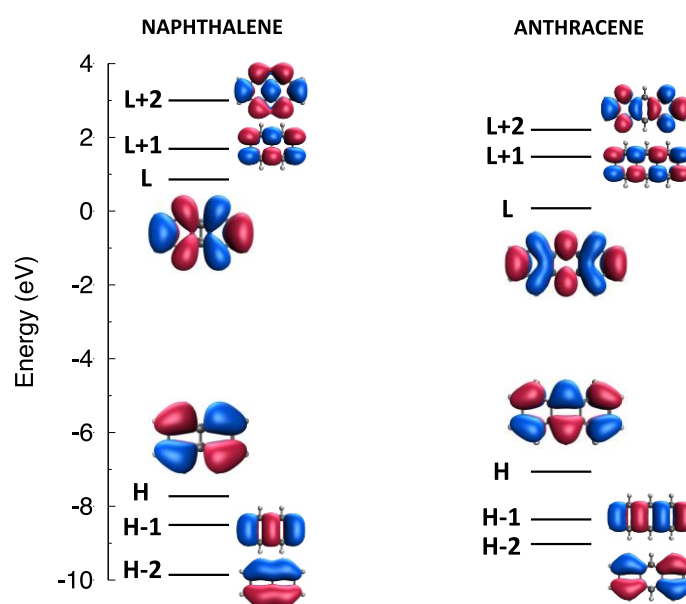 NAPHTHALENE
ANTHRACENE
Energy (eV)
4
2
0
-2
-4
-6
-8
-10
L+2
L+1
L
H
H-1
H-2
L+2
L+1
L
H
H-1
H-2